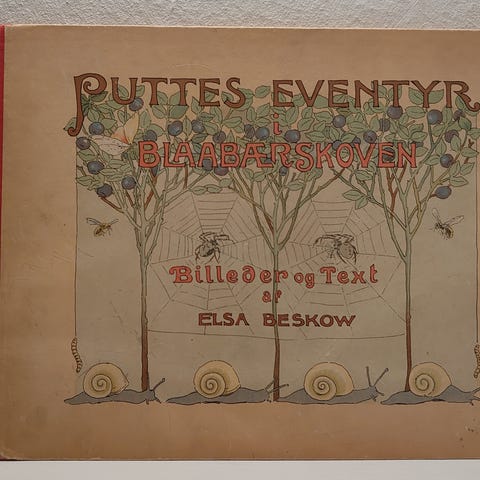 PUTTES EVENTYR
i
BLAABÆRSKOVEN
Billeder og Text
af
ELSA BESKOW